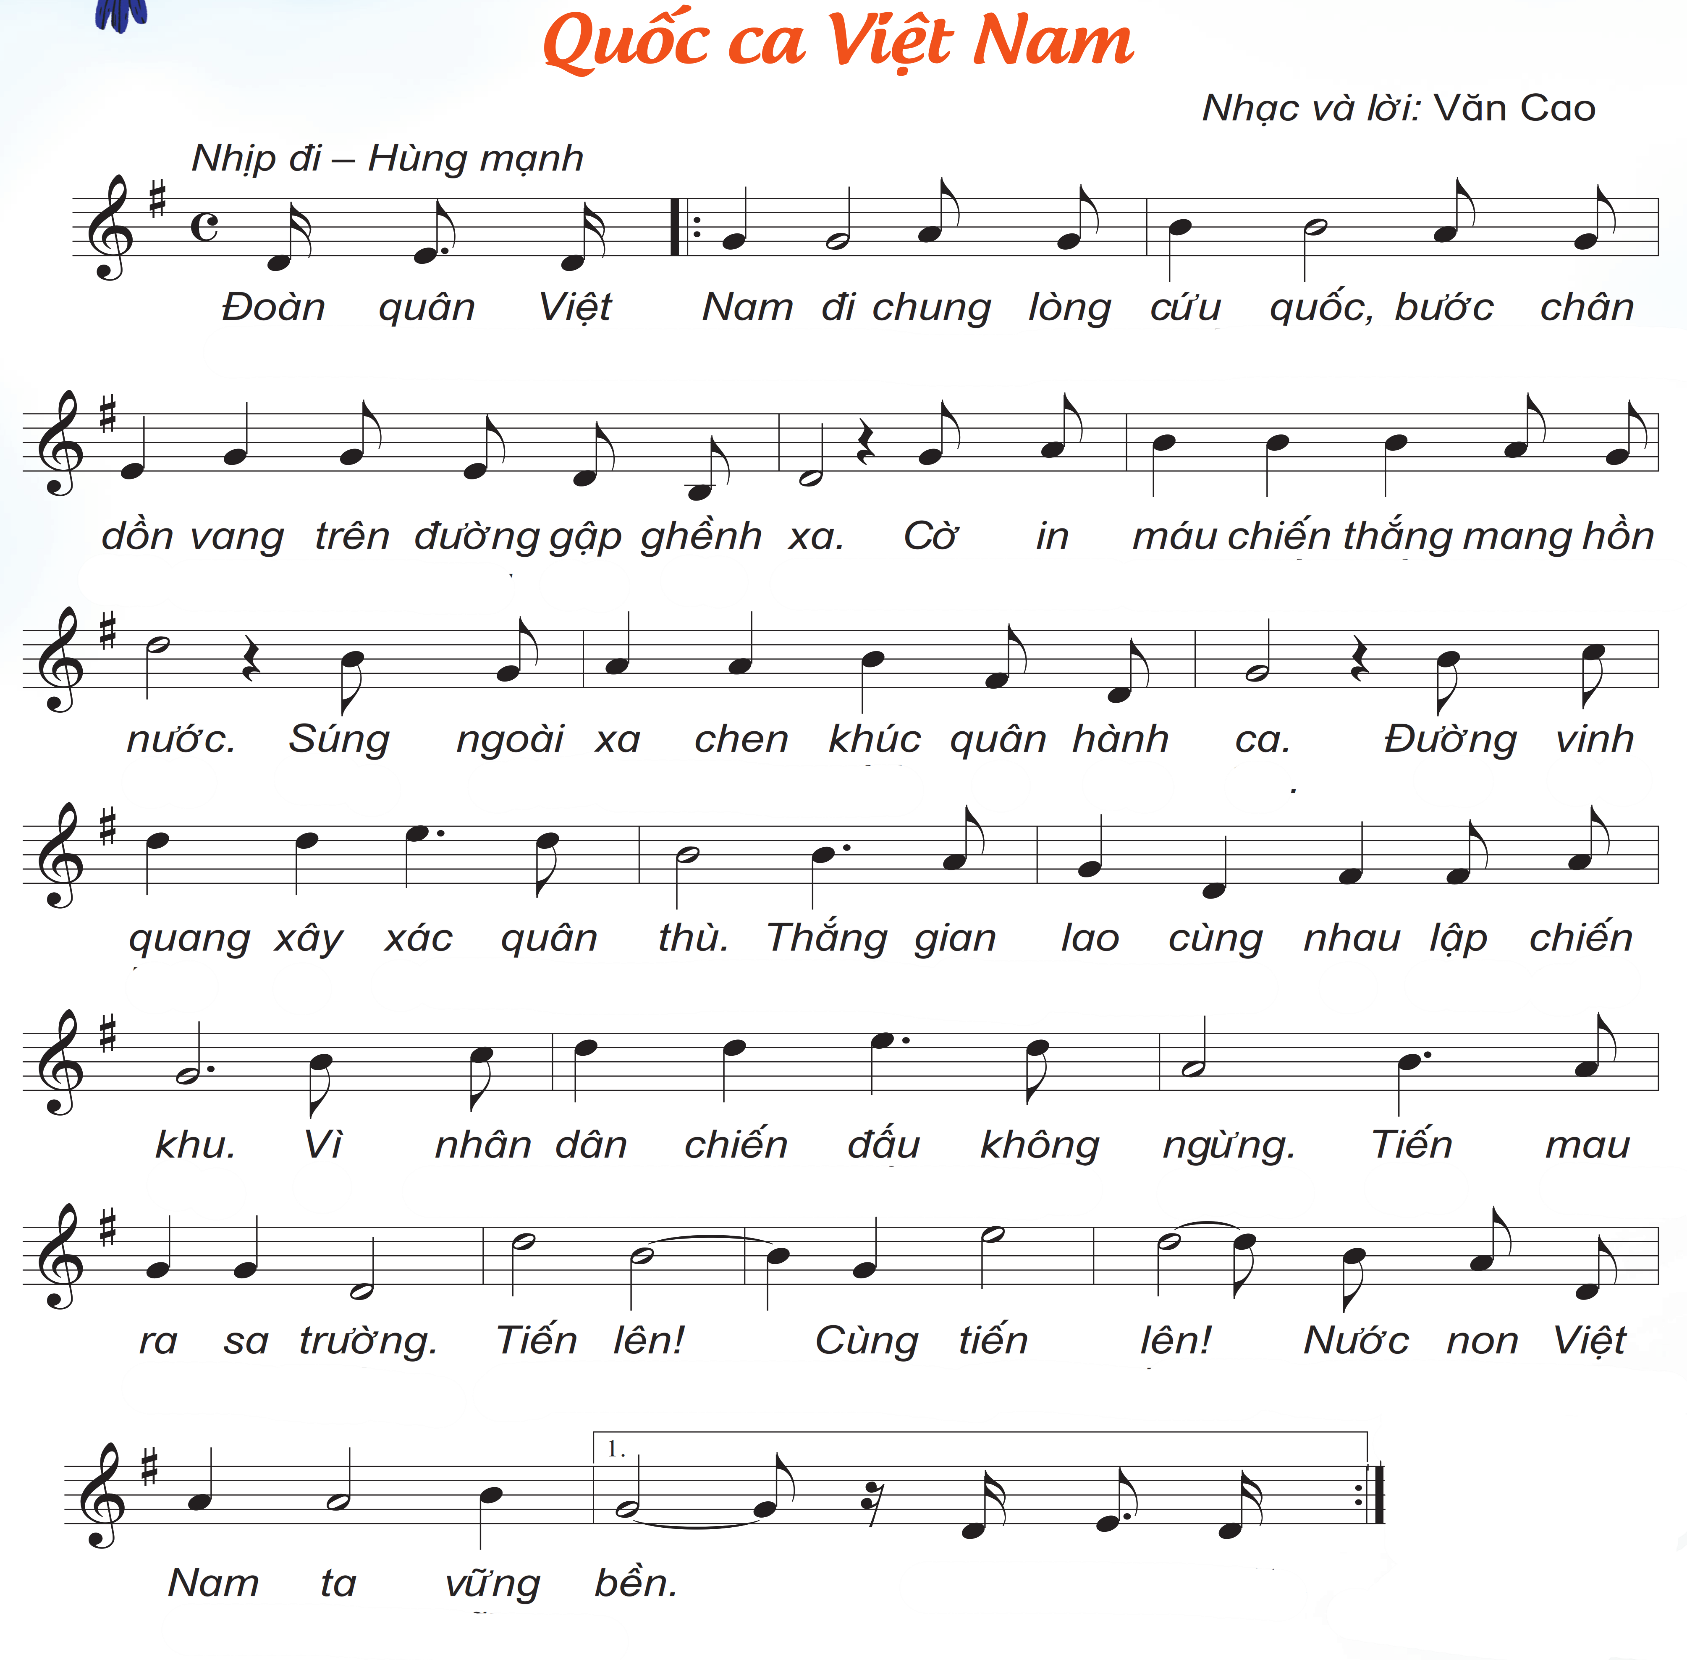 Quốc ca Việt Nam
Nhạc và lời: Văn Cao
Nhịp đi – Hùng mạnh
Đoàn quân Việt Nam đi chung lòng cứu quốc, bước chân
dồn vang trên đường gập ghềnh xa. Cờ in máu chiến thắng mang hồn
nước. Súng ngoài xa chen khúc quân hành ca. Đường vinh
quang xây xác quân thù. Thắng gian lao cùng nhau lập chiến
khu. Vì nhân dân chiến đấu không ngừng. Tiến mau
ra sa trường. Tiến lên! Cùng tiến lên! Nước non Việt
1.
Nam ta vững bền.